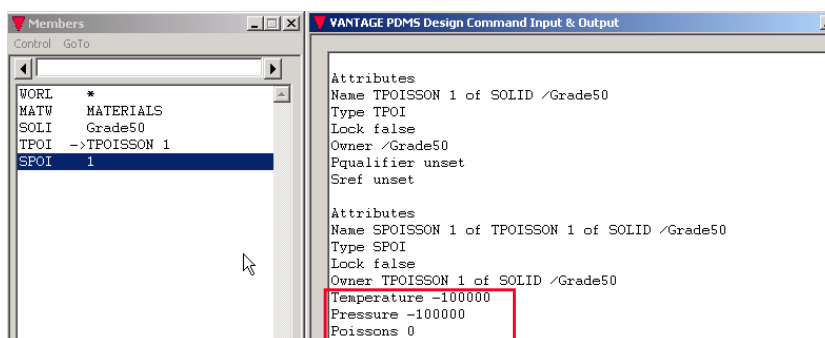 Members
Control GoTo
WORL *
MATW MATERIALS
SOLI Grade50
TPOI ->TPOISSON 1
SPOI 1
VANTAGE PDMS Design Command Input & Output
Attributes
Name TPOISSON 1 of SOLID /Grade50
Type TPOI
Lock false
Owner /Grade50
Pqualifier unset
Sref unset
Attributes
Name SPOISSON 1 of TPOISSON 1 of SOLID /Grade50
Type SPOI
Lock false
Owner TPOISSON 1 of SOLID /Grade50
Temperature -100000
Pressure -100000
Poissons 0